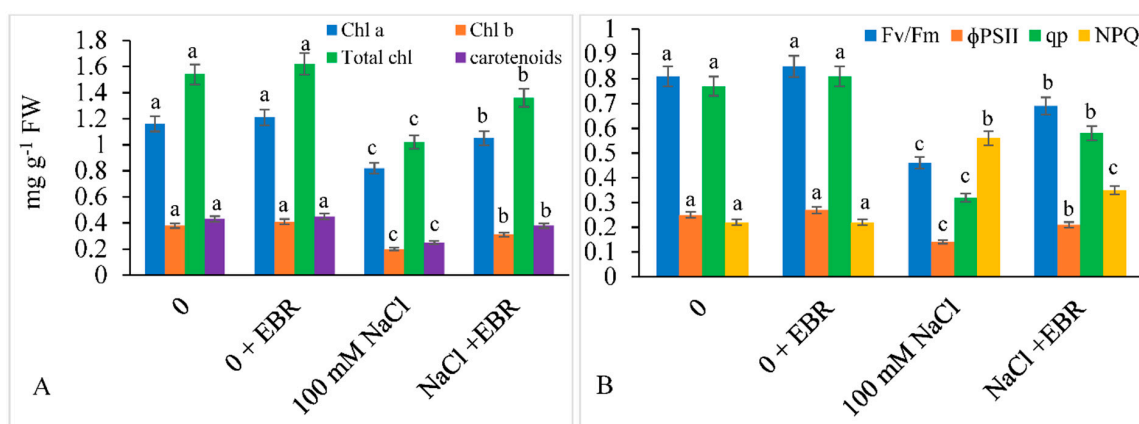 Chl a Chl b
Total chl carotenoids
mg g-1 FW
1.8
1.6
1.4
1.2
1
0.8
0.6
0.4
0.2
0
a a a a
a a a a
c c c c
b b b b
0
0 + EBR
100 mM NaCl
NaCl +EBR
A
Fv/Fm ϕPSII qp NPQ
1
0.9
0.8
0.7
0.6
0.5
0.4
0.3
0.2
0.1
0
a a a a
a a a a
c c c b
b b b c
0
0 + EBR
100 mM NaCl
NaCl +EBR
B